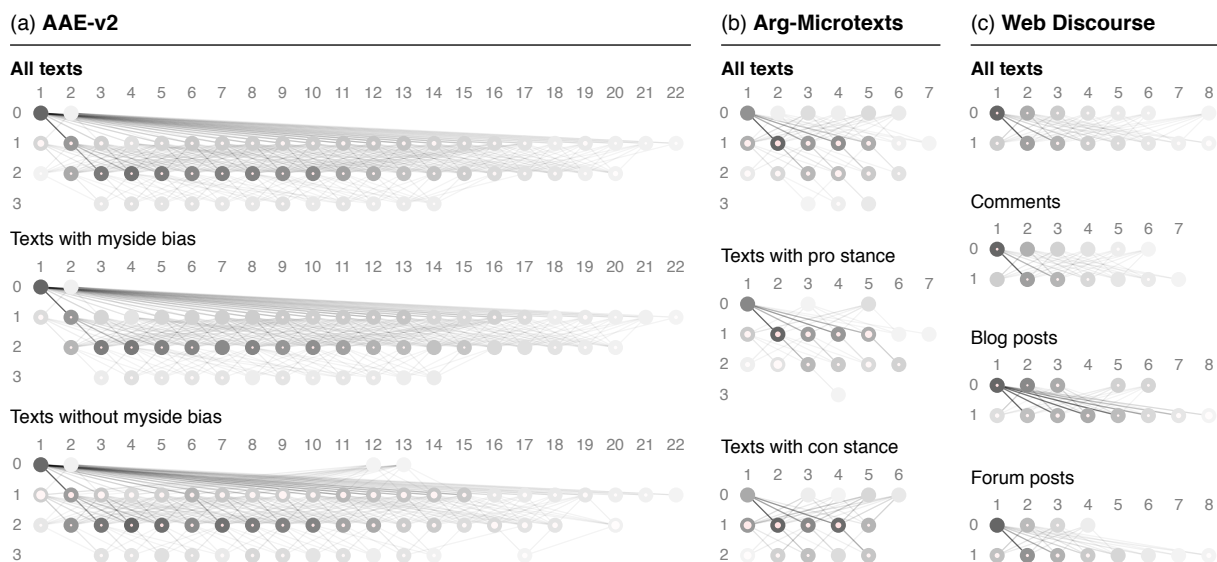 (a) AAE-v2
All texts
1 2 3 4 5 6 7 8 9 10 11 12 13 14 15 16 17 18 19 20 21 22
0
1
2
3
Texts with myside bias
1 2 3 4 5 6 7 8 9 10 11 12 13 14 15 16 17 18 19 20 21 22
0
1
2
3
Texts without myside bias
1 2 3 4 5 6 7 8 9 10 11 12 13 14 15 16 17 18 19 20 21 22
0
1
2
3
(b) Arg-Microtexts
All texts
1 2 3 4 5 6 7
0
1
2
3
Texts with pro stance
1 2 3 4 5 6 7
0
1
2
3
Texts with con stance
1 2 3 4 5 6
0
1
2
(c) Web Discourse
All texts
1 2 3 4 5 6 8
0
1
Comments
1 2 3 4 5 6 7
0
1
Blog posts
1 2 3 4 5 6 7 8
0
1
Forum posts
1 2 3 4 5 6 7 8
0
1